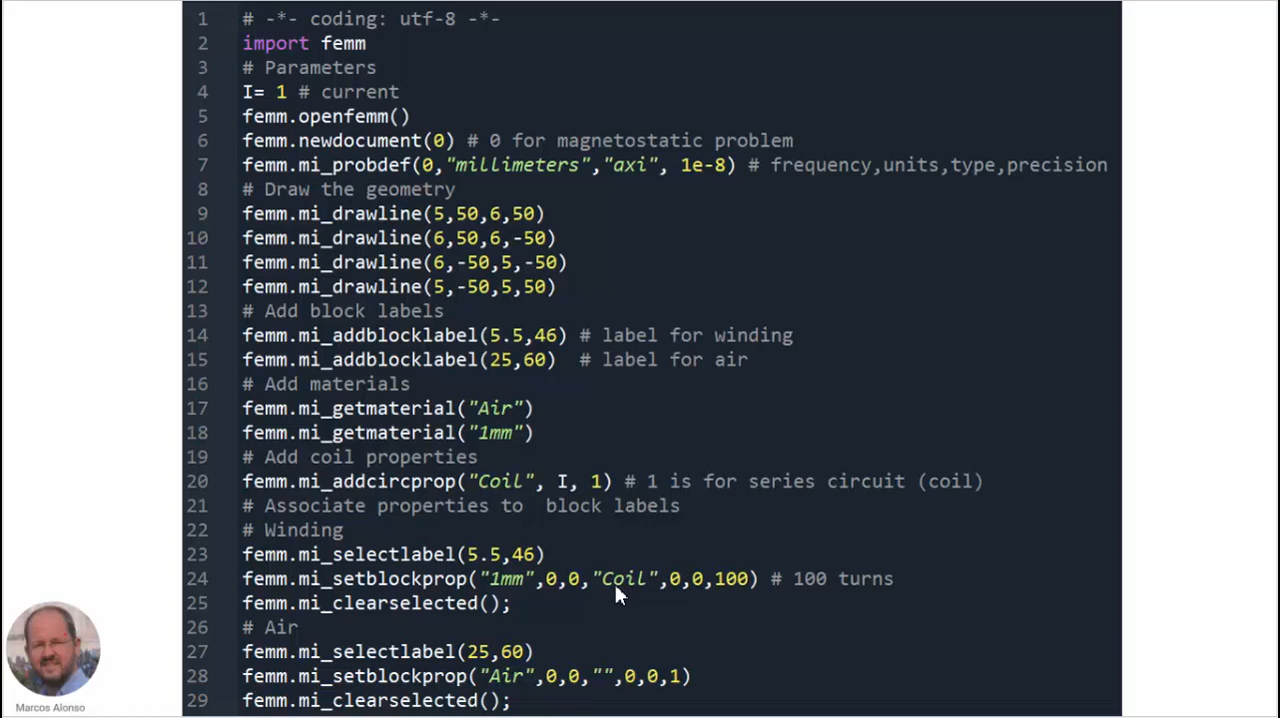 1 # -*- coding: utf-8 -*-
2 import femm
3 # Parameters
4 I= 1 # current
5 femm.openfemm()
6 femm.newdocument(0) # 0 for magnetostatic problem
7 femm.mi_probdef(0,"millimeters","axi", 1e-8) # frequency,units,type,precision
8 # Draw the geometry
9 femm.mi_drawline(5,50,6,50)
10 femm.mi_drawline(6,50,6,-50)
11 femm.mi_drawline(6,-50,5,-50)
12 femm.mi_drawline(5,-50,5,50)
13 # Add block labels
14 femm.mi_addblocklabel(5.5,46) # label for winding
15 femm.mi_addblocklabel(25,60)  # label for air
16 # Add materials
17 femm.mi_getmaterial("Air")
18 femm.mi_getmaterial("1mm")
19 # Add coil properties
20 femm.mi_addcircprop("Coil", I, 1) # 1 is for series circuit (coil)
21 # Associate properties to  block labels
22 # Winding
23 femm.mi_selectlabel(5.5,46)
24 femm.mi_setblockprop("1mm",0,0,"Coil",0,0,100) # 100 turns
25 femm.mi_clearselected();
26 # Air
27 femm.mi_selectlabel(25,60)
28 femm.mi_setblockprop("Air",0,0,"",0,0,1)
29 femm.mi_clearselected();
Marcos Alonso